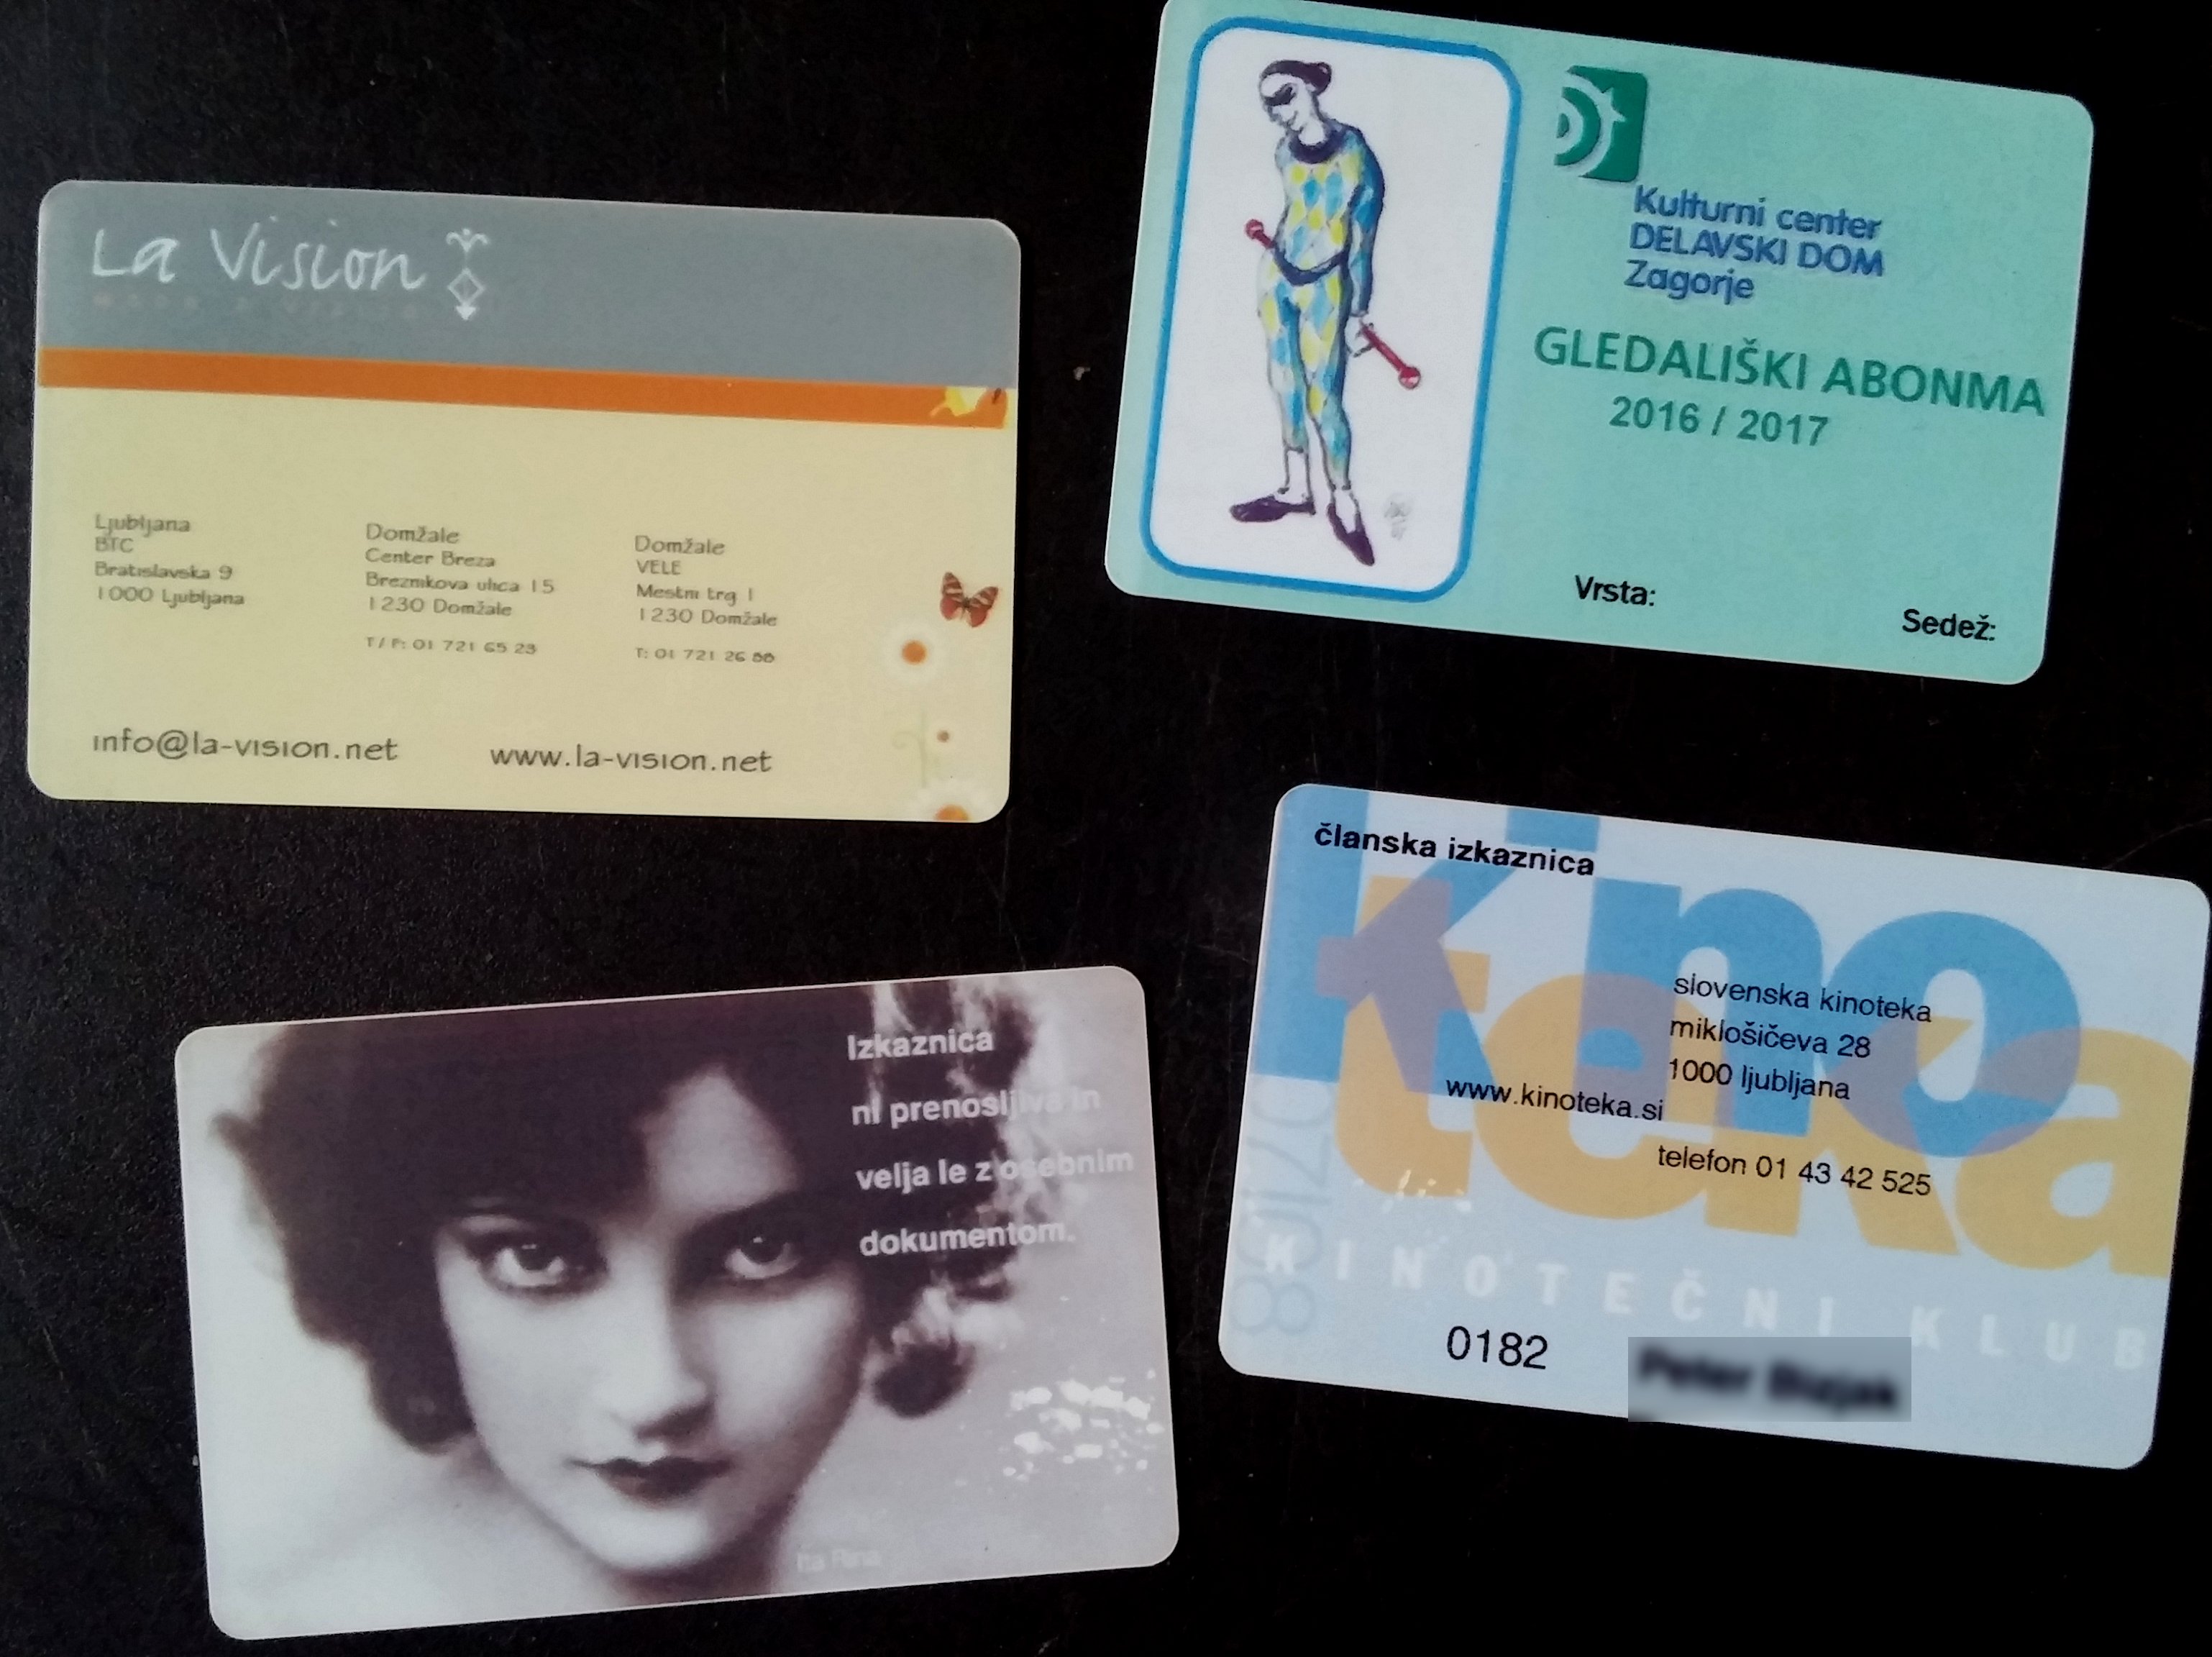 La Vision
Ljubljana
BTC
Bratislavska 9
1000 Ljubljana
Domžale
Center Breza
Breznikova ulica 15
1230 Domžale
T/F: 01 721 65 23
Domžale
VELE
Mestni trg 1
1230 Domžale
T: 01 721 26 88
info@la-vision.net
www.la-vision.net
Kulturni center
DELAVSKI DOM
Zagorje
GLEDALIŠKI ABONMA
2016 / 2017
Vrsta:
Sedež:
Izkaznica
ni prenosljiva in
velja le z osebnim
dokumentom.
Ita Rina
članska izkaznica
kino
teka
slovenska kinoteka
miklošičeva 28
1000 ljubljana
www.kinoteka.si
telefon 01 43 42 525
KINOTEČNI KLUB
0182